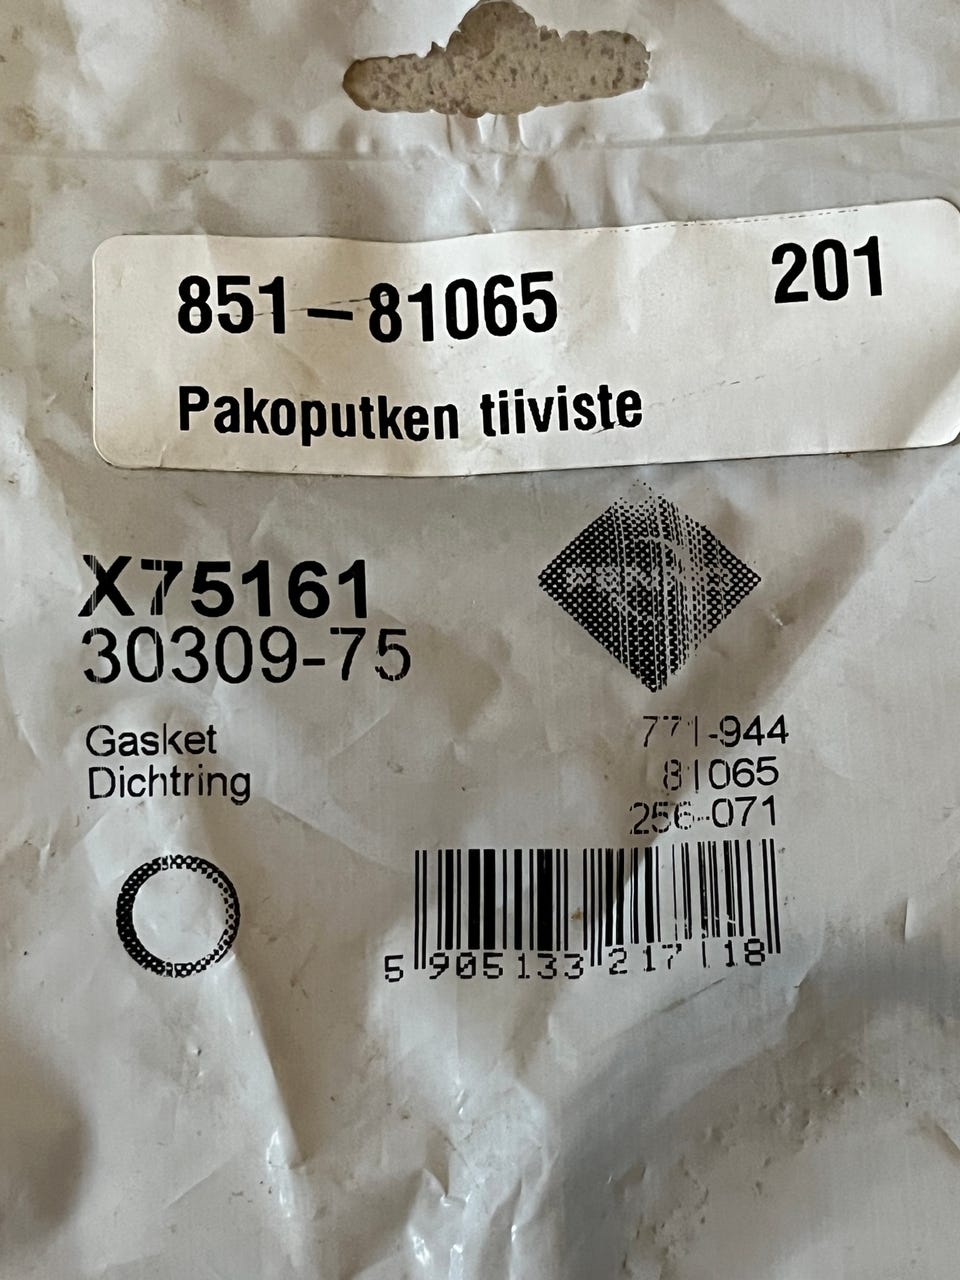 851-81065 201
Pakoputken tiiviste
X75161
30309-75
Gasket
Dichtring
771-944
81065
256-071
5 905133 217118